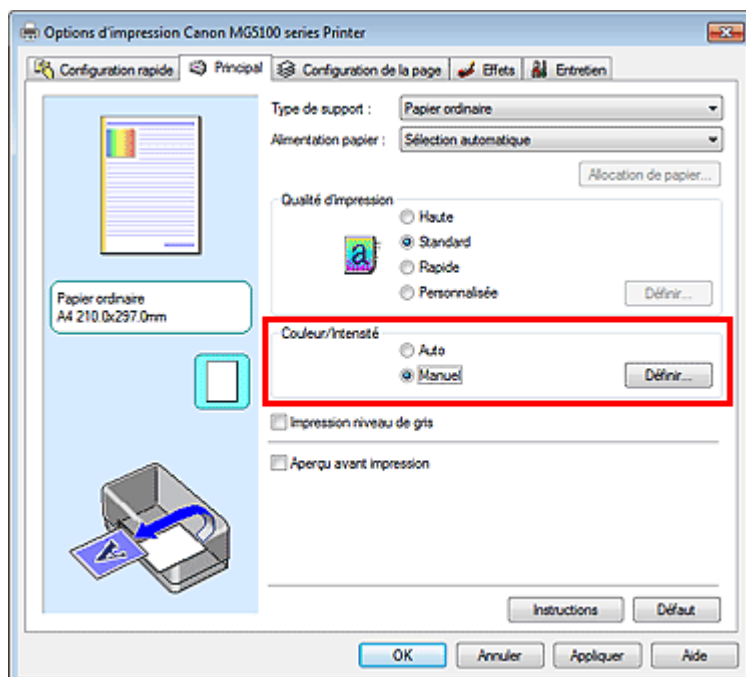 Options d'impression Canon MG5100 series Printer
Configuration rapide Principal Configuration de la page Effets Entretien
Type de support : Papier ordinaire
Alimentation papier : Sélection automatique
Allocation de papier...
Qualité d'impression
Haute
a Standard
Rapide
Personnalisée Définir...
Papier ordinaire
A4 210.0x297.0mm
Couleur/Intensité
Auto
Manuel Définir...
Impression niveau de gris
Aperçu avant impression
A
Instructions Défaut
OK Annuler Appliquer Aide